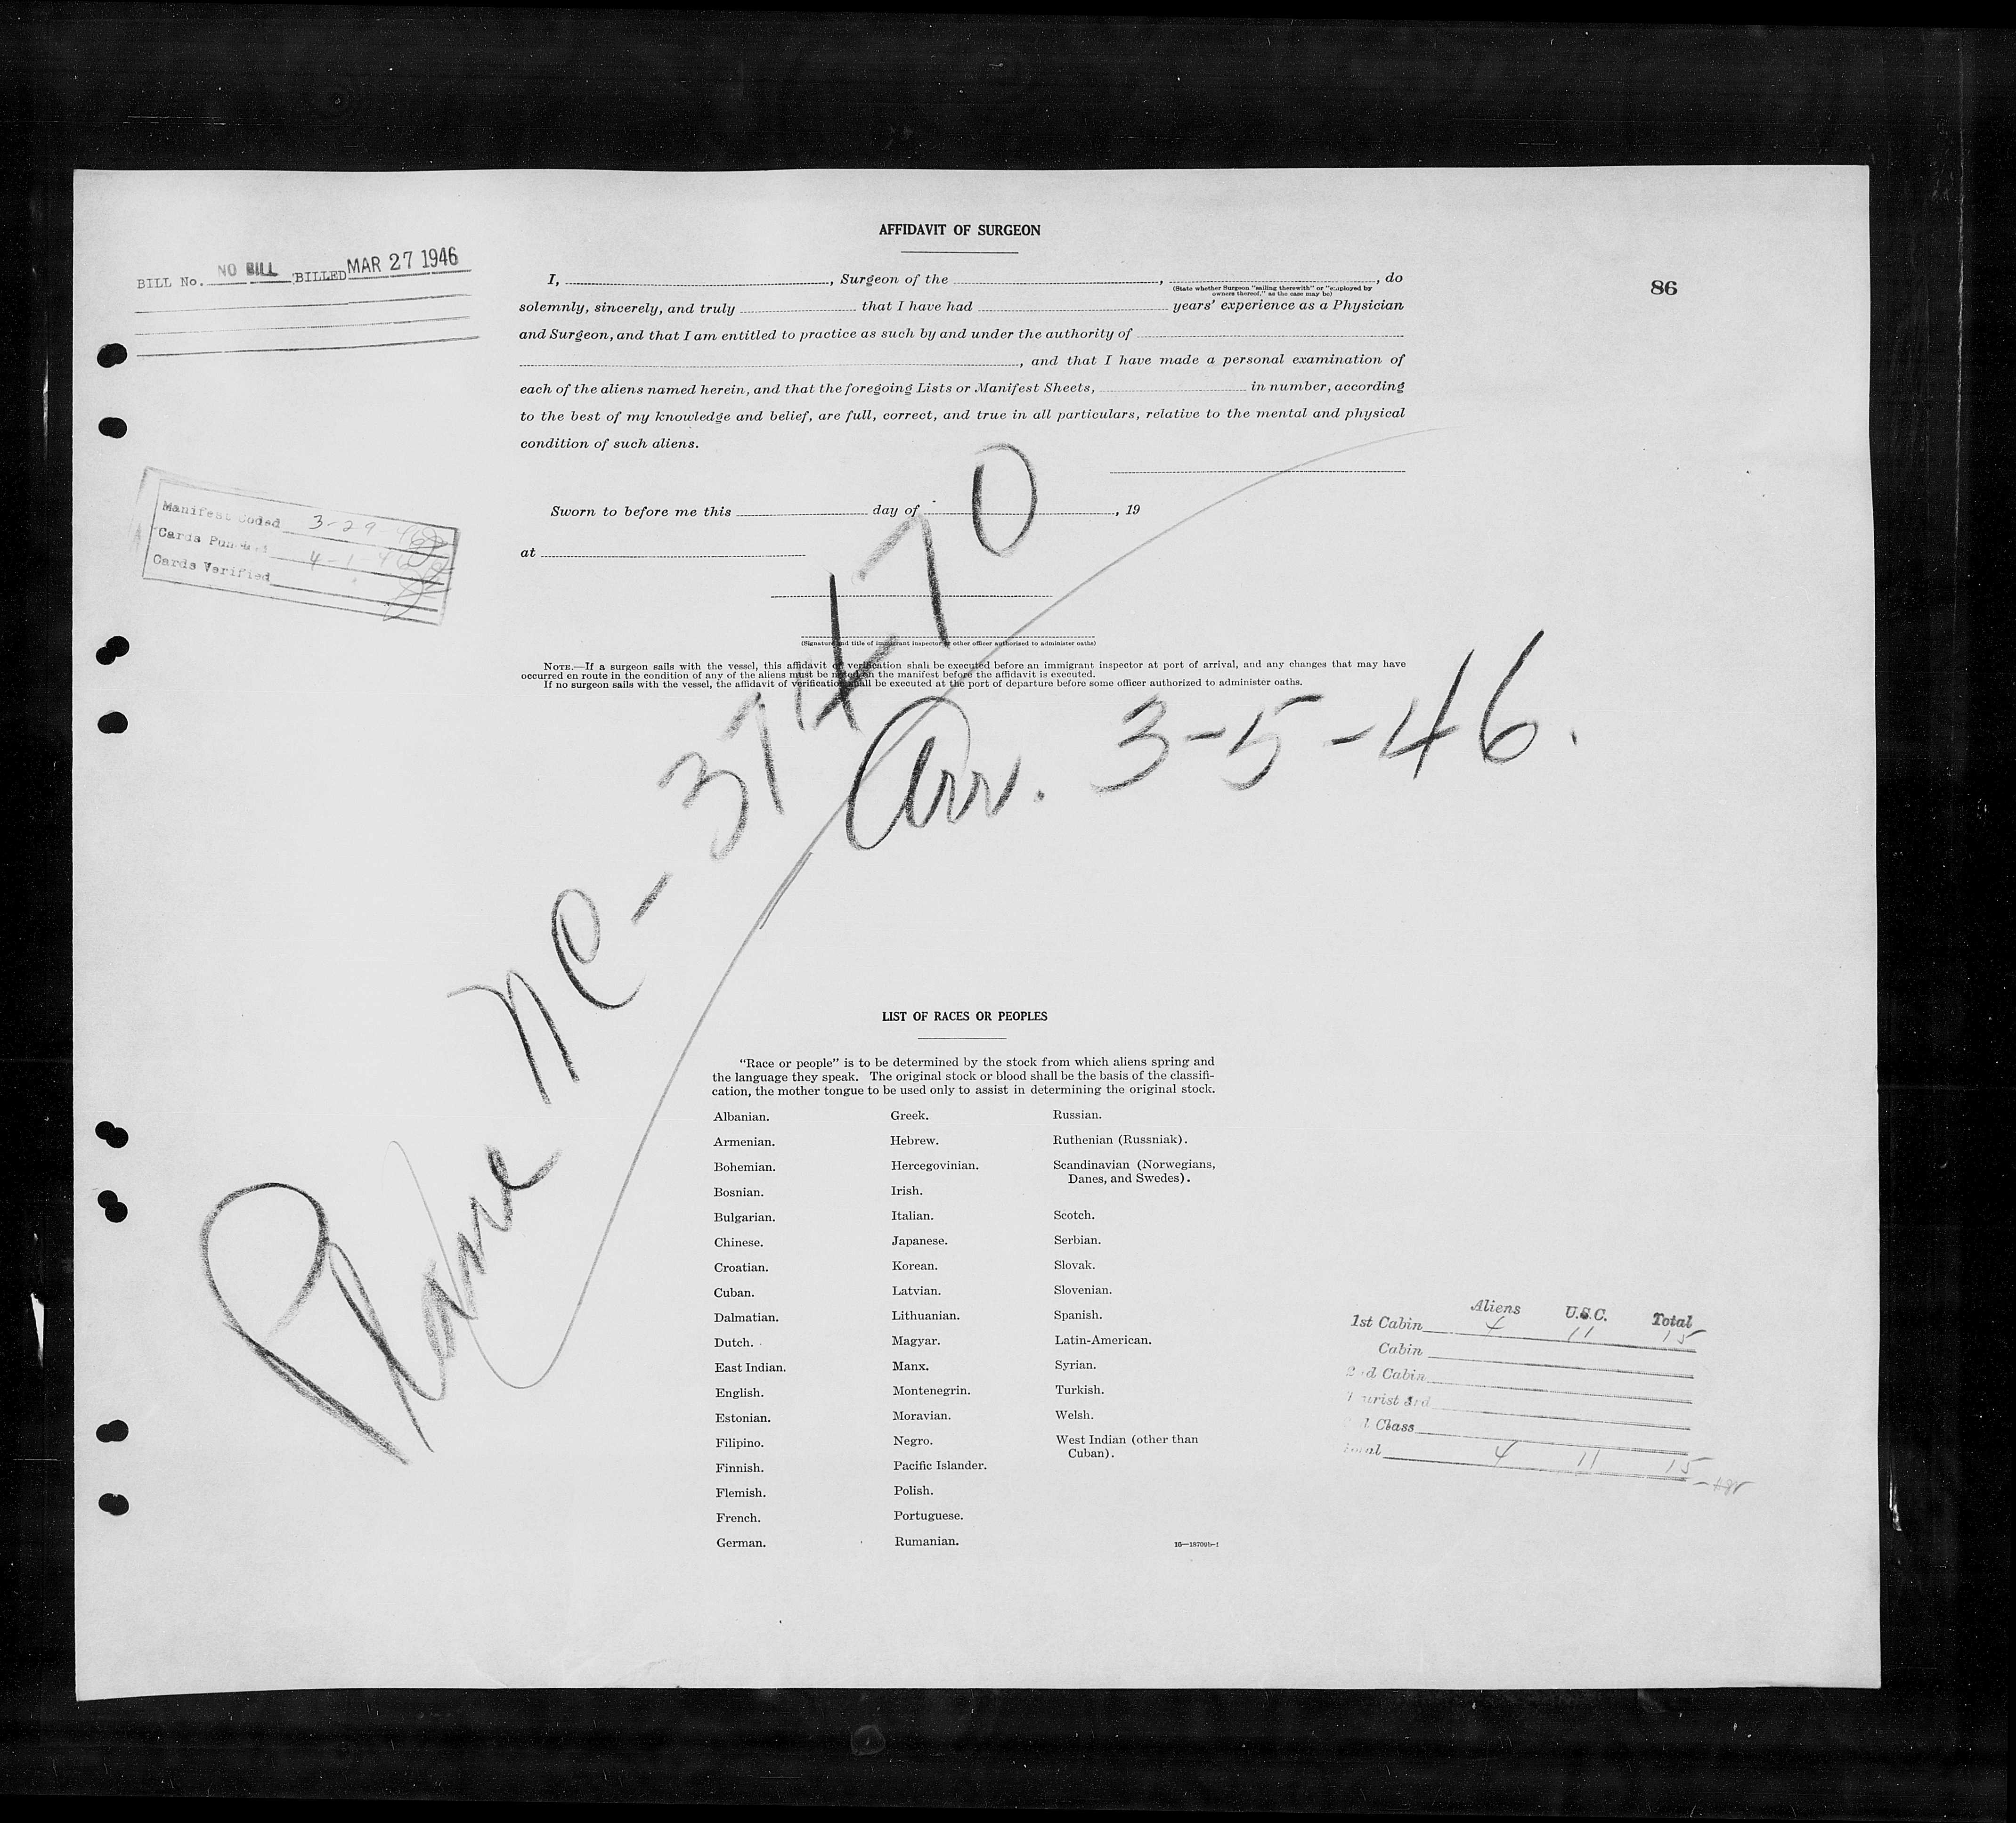 AFFIDAVIT OF SURGEON
BILL No. NO BILL BILLED MAR 27 1946
86
I, , Surgeon of the , , do
(State whether Surgeon "sailing therewith" or "employed by
owners thereof," as the case may be)
solemnly, sincerely, and truly that I have had years' experience as a Physician
and Surgeon, and that I am entitled to practice as such by and under the authority of
, and that I have made a personal examination of
each of the aliens named herein, and that the foregoing Lists or Manifest Sheets, in number, according
to the best of my knowledge and belief, are full, correct, and true in all particulars, relative to the mental and physical
condition of such aliens.
Manifest Coded 3-29-46
Cards Punched 4-1-46
Cards Verified
Sworn to before me this day of , 19
at
(Signature and title of immigrant inspector or other officer authorized to administer oaths)
NOTE.—If a surgeon sails with the vessel, this affidavit or verification shall be executed before an immigrant inspector at port of arrival, and any changes that may have
occurred en route in the condition of any of the aliens must be noted on the manifest before the affidavit is executed.
If no surgeon sails with the vessel, the affidavit of verification shall be executed at the port of departure before some officer authorized to administer oaths.
Plane NC-37470
Arr. 3-5-46.
LIST OF RACES OR PEOPLES
"Race or people" is to be determined by the stock from which aliens spring and
the language they speak. The original stock or blood shall be the basis of the classifi-
cation, the mother tongue to be used only to assist in determining the original stock.
Albanian.
Armenian.
Bohemian.
Bosnian.
Bulgarian.
Chinese.
Croatian.
Cuban.
Dalmatian.
Dutch.
East Indian.
English.
Estonian.
Filipino.
Finnish.
Flemish.
French.
German.
Greek.
Hebrew.
Hercegovinian.
Irish.
Italian.
Japanese.
Korean.
Latvian.
Lithuanian.
Magyar.
Manx.
Montenegrin.
Moravian.
Negro.
Pacific Islander.
Polish.
Portuguese.
Rumanian.
Russian.
Ruthenian (Russniak).
Scandinavian (Norwegians,
Danes, and Swedes).
Scotch.
Serbian.
Slovak.
Slovenian.
Spanish.
Latin-American.
Syrian.
Turkish.
Welsh.
West Indian (other than
Cuban).
16—18709b-1
Aliens U.S.C. Total
1st Cabin 4 11 15
Cabin
2nd Cabin
Tourist 3rd
Class
Total 4 11 15